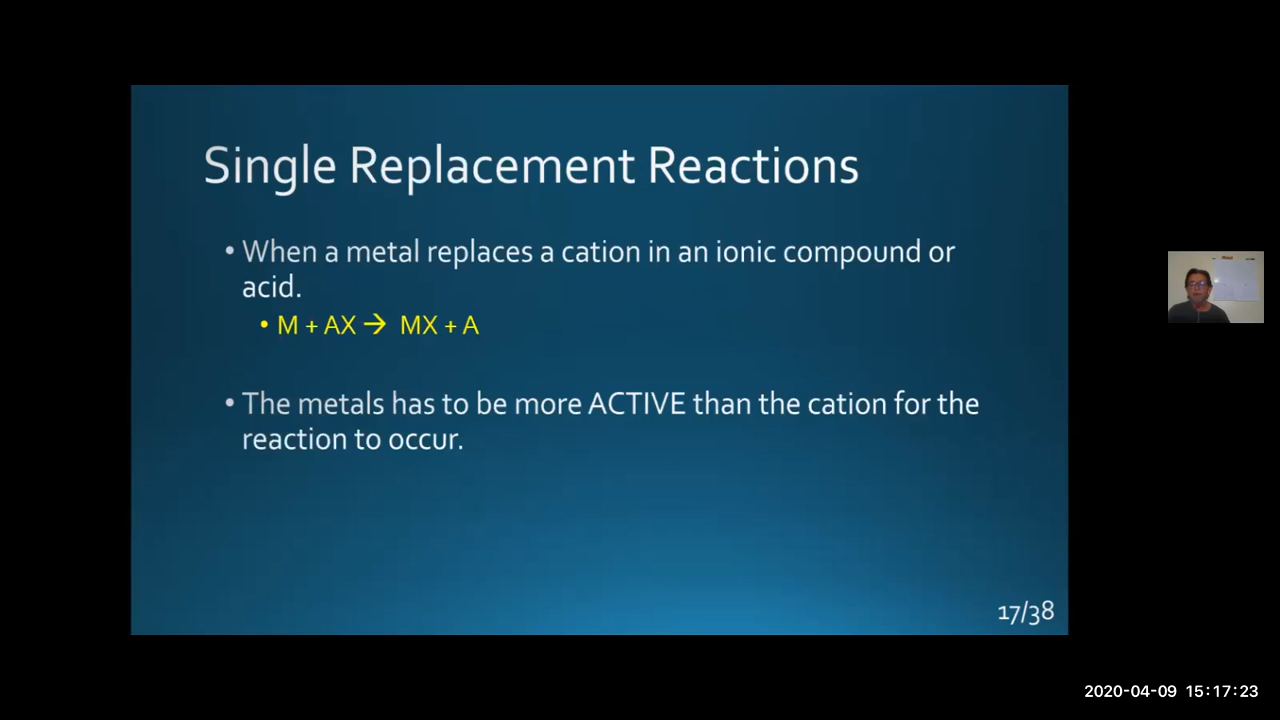 Single Replacement Reactions
• When a metal replaces a cation in an ionic compound or
acid.
• M + AX → MX + A
• The metals has to be more ACTIVE than the cation for the
reaction to occur.
17/38
2020-04-09 15:17:23